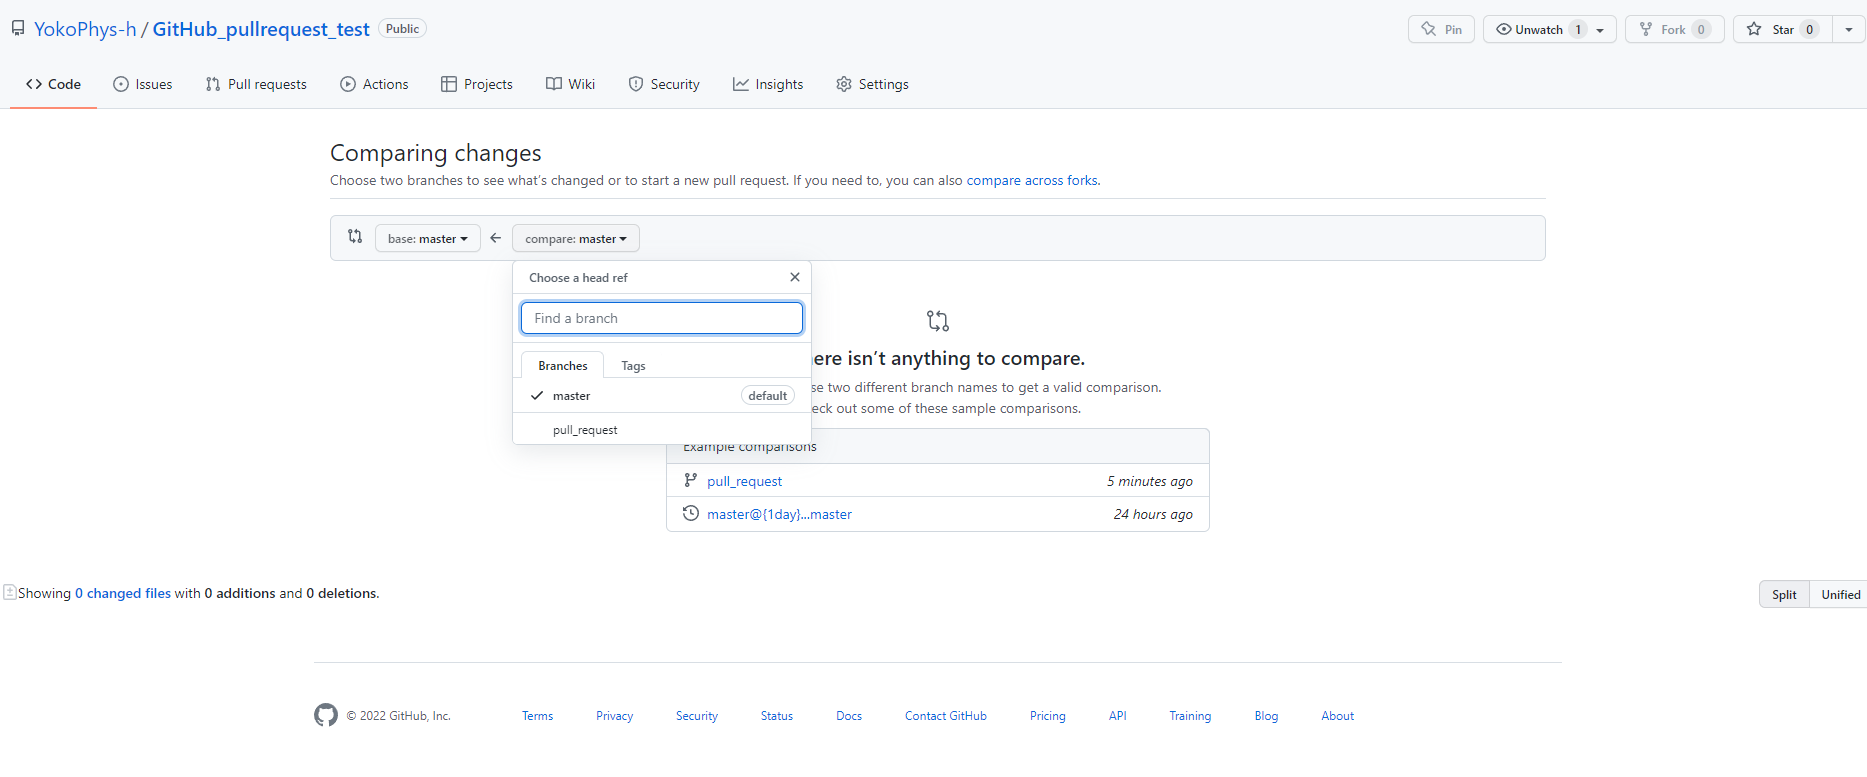 YokoPhys-h / GitHub_pullrequest_test Public Pin Unwatch 1 Fork 0 Star 0
Code Issues Pull requests Actions Projects Wiki Security Insights Settings
Comparing changes
Choose two branches to see what's changed or to start a new pull request. If you need to, you can also compare across forks.
base: master ← compare: master
Choose a head ref
Find a branch
isn't anything to compare.
Branches Tags
two different branch names to get a valid comparison.
master default
out some of these sample comparisons.
pull_request
Example comparisons
pull_request 5 minutes ago
master@{1day}...master 24 hours ago
Showing 0 changed files with 0 additions and 0 deletions.
Split Unified
© 2022 GitHub, Inc. Terms Privacy Security Status Docs Contact GitHub Pricing API Training Blog About